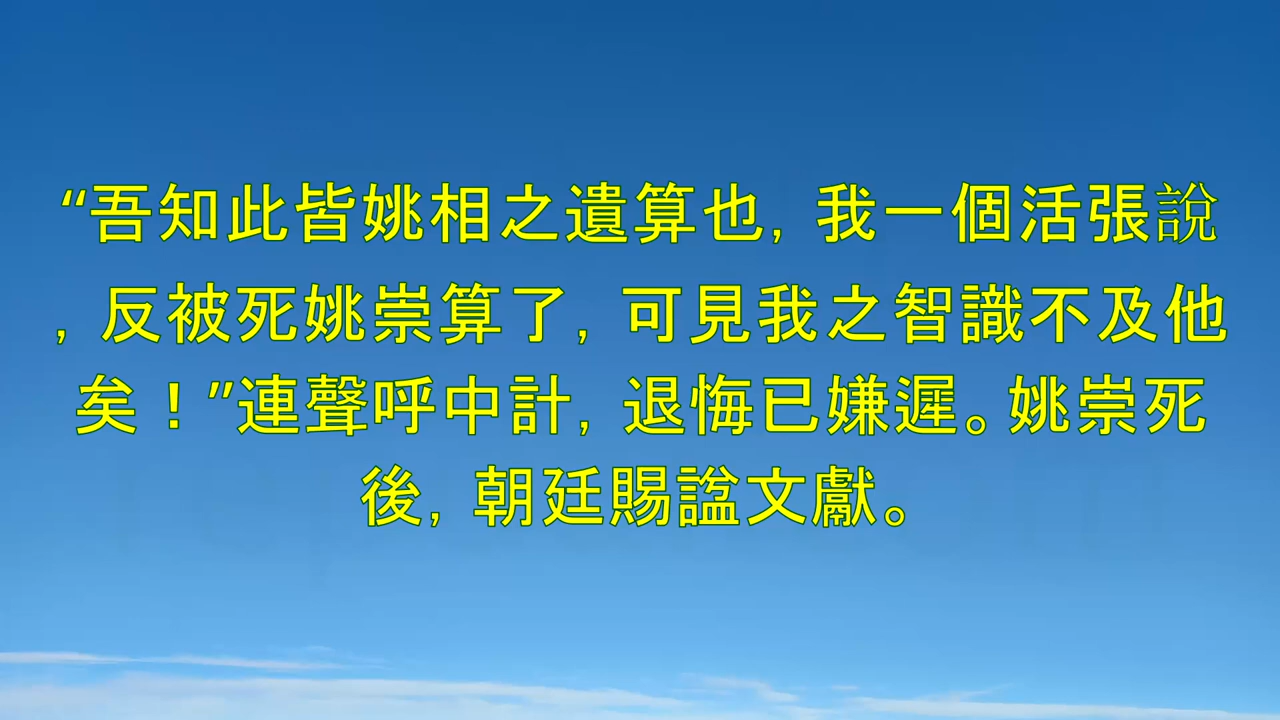 “吾知此皆姚相之遺算也，我一個活張說
，反被死姚崇算了，可見我之智識不及他
矣！”連聲呼中計，退悔已嫌遲。姚崇死
後，朝廷賜諡文獻。